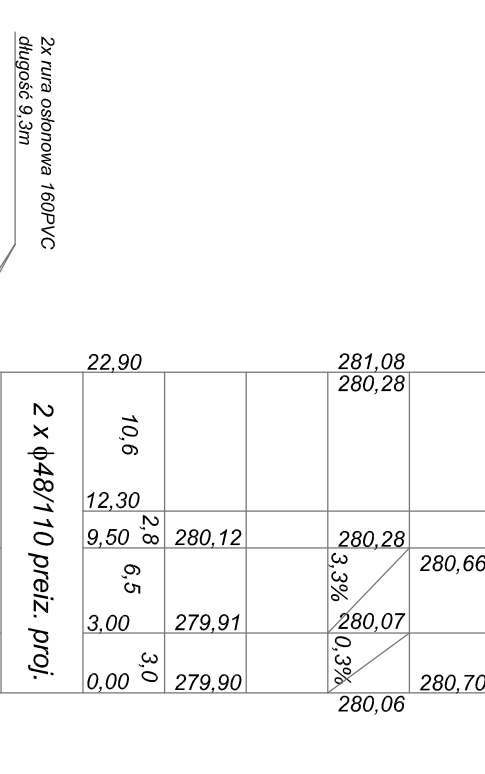 2x rura osłonowa 160PVC
długość 9,3m
22,90 281,08
280,28
10,6
2 x ϕ48/110 preiz. proj.
12,30
2,8
9,50 280,12 280,28
6,5 3,3% 280,66
3,00 279,91 280,07
3,0 0,3%
0,00 279,90 280,70
280,06